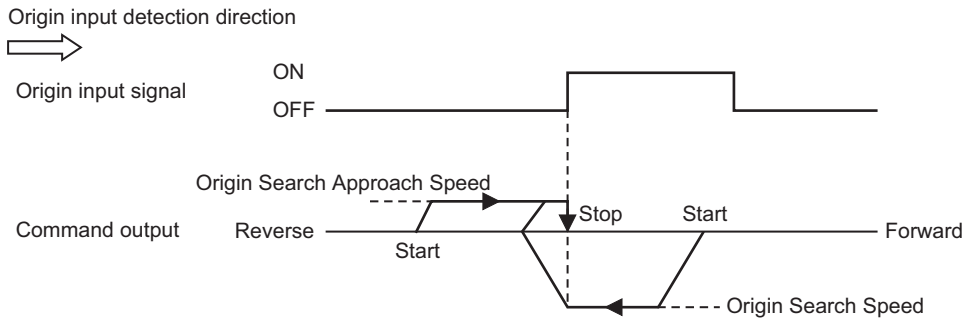 Origin input detection direction
ON
Origin input signal
OFF
Origin Search Approach Speed
Stop
Start
Command output
Reverse
Forward
Start
Origin Search Speed